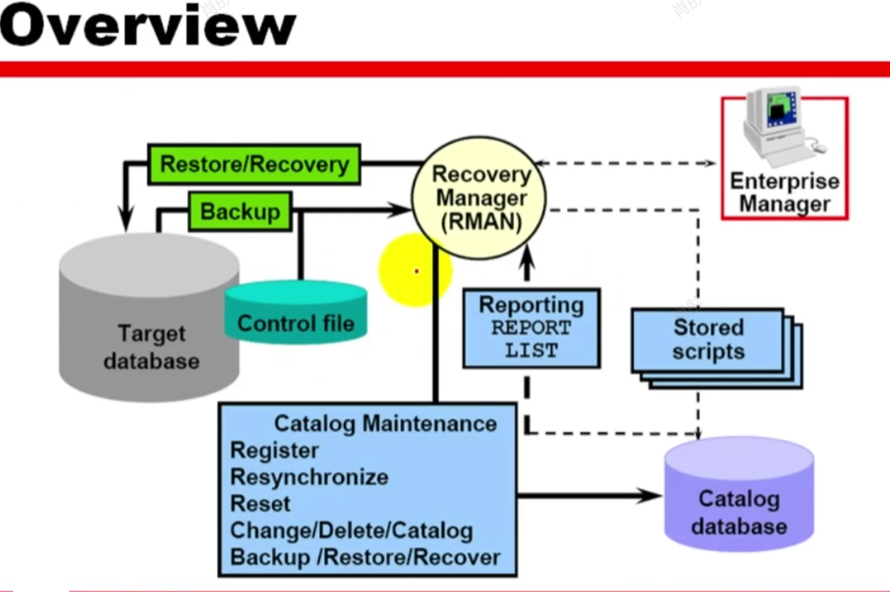 Overview
Restore/Recovery
Backup
Recovery
Manager
(RMAN)
Enterprise
Manager
Target
database
Control file
Reporting
REPORT
LIST
Stored
scripts
Catalog Maintenance
Register
Resynchronize
Reset
Change/Delete/Catalog
Backup /Restore/Recover
Catalog
database